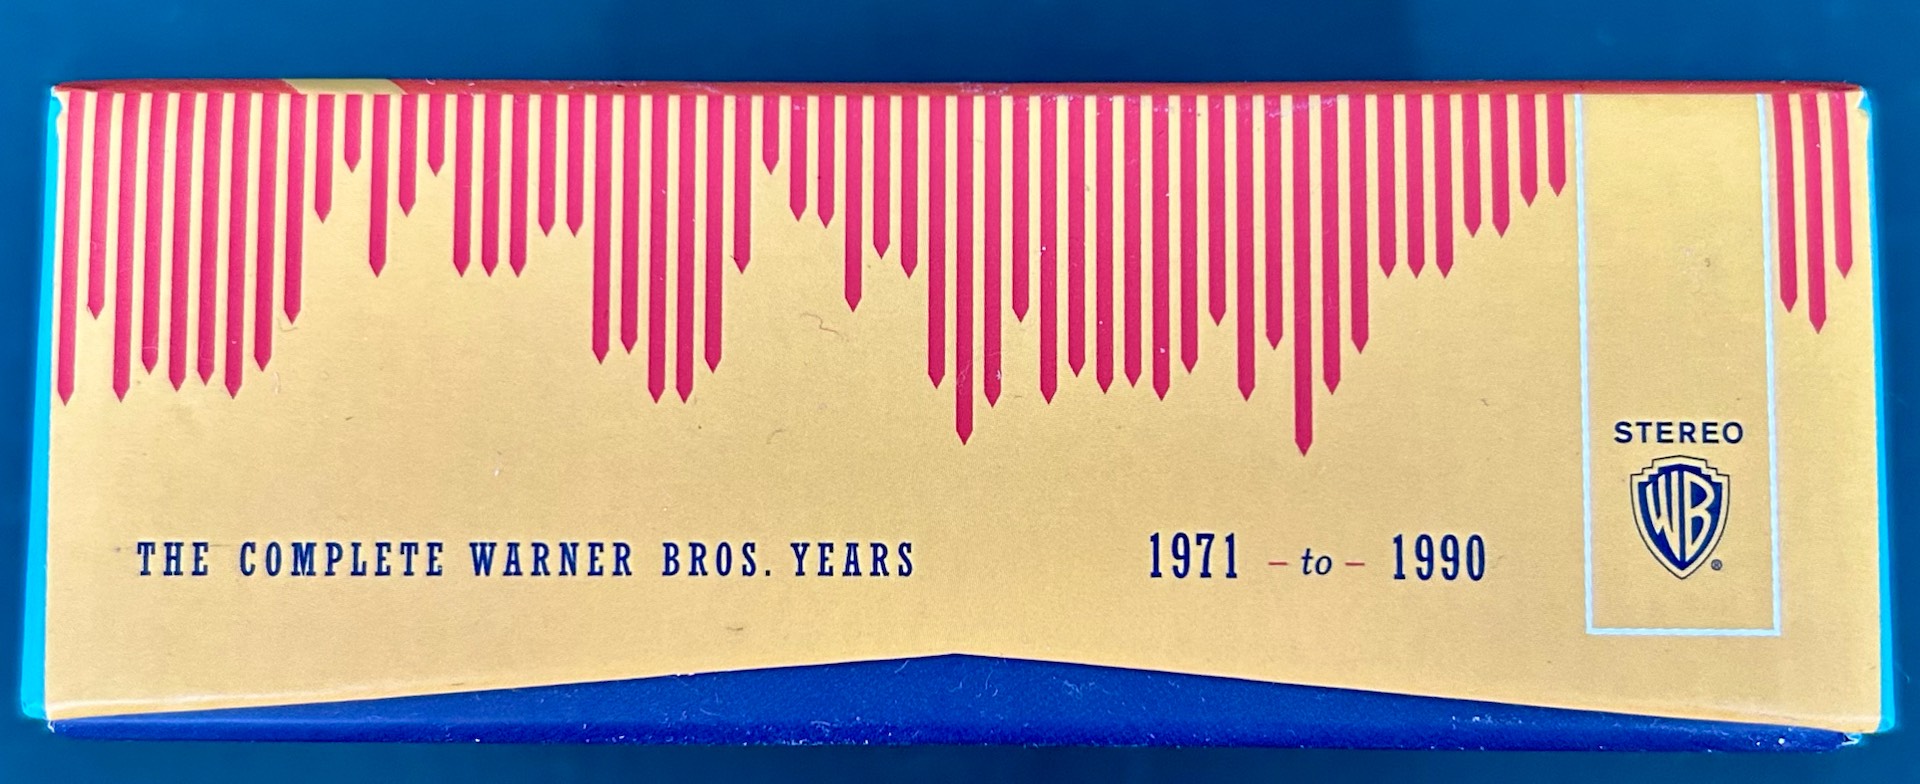 STEREO
WB
®
THE COMPLETE WARNER BROS. YEARS
1971 – to – 1990